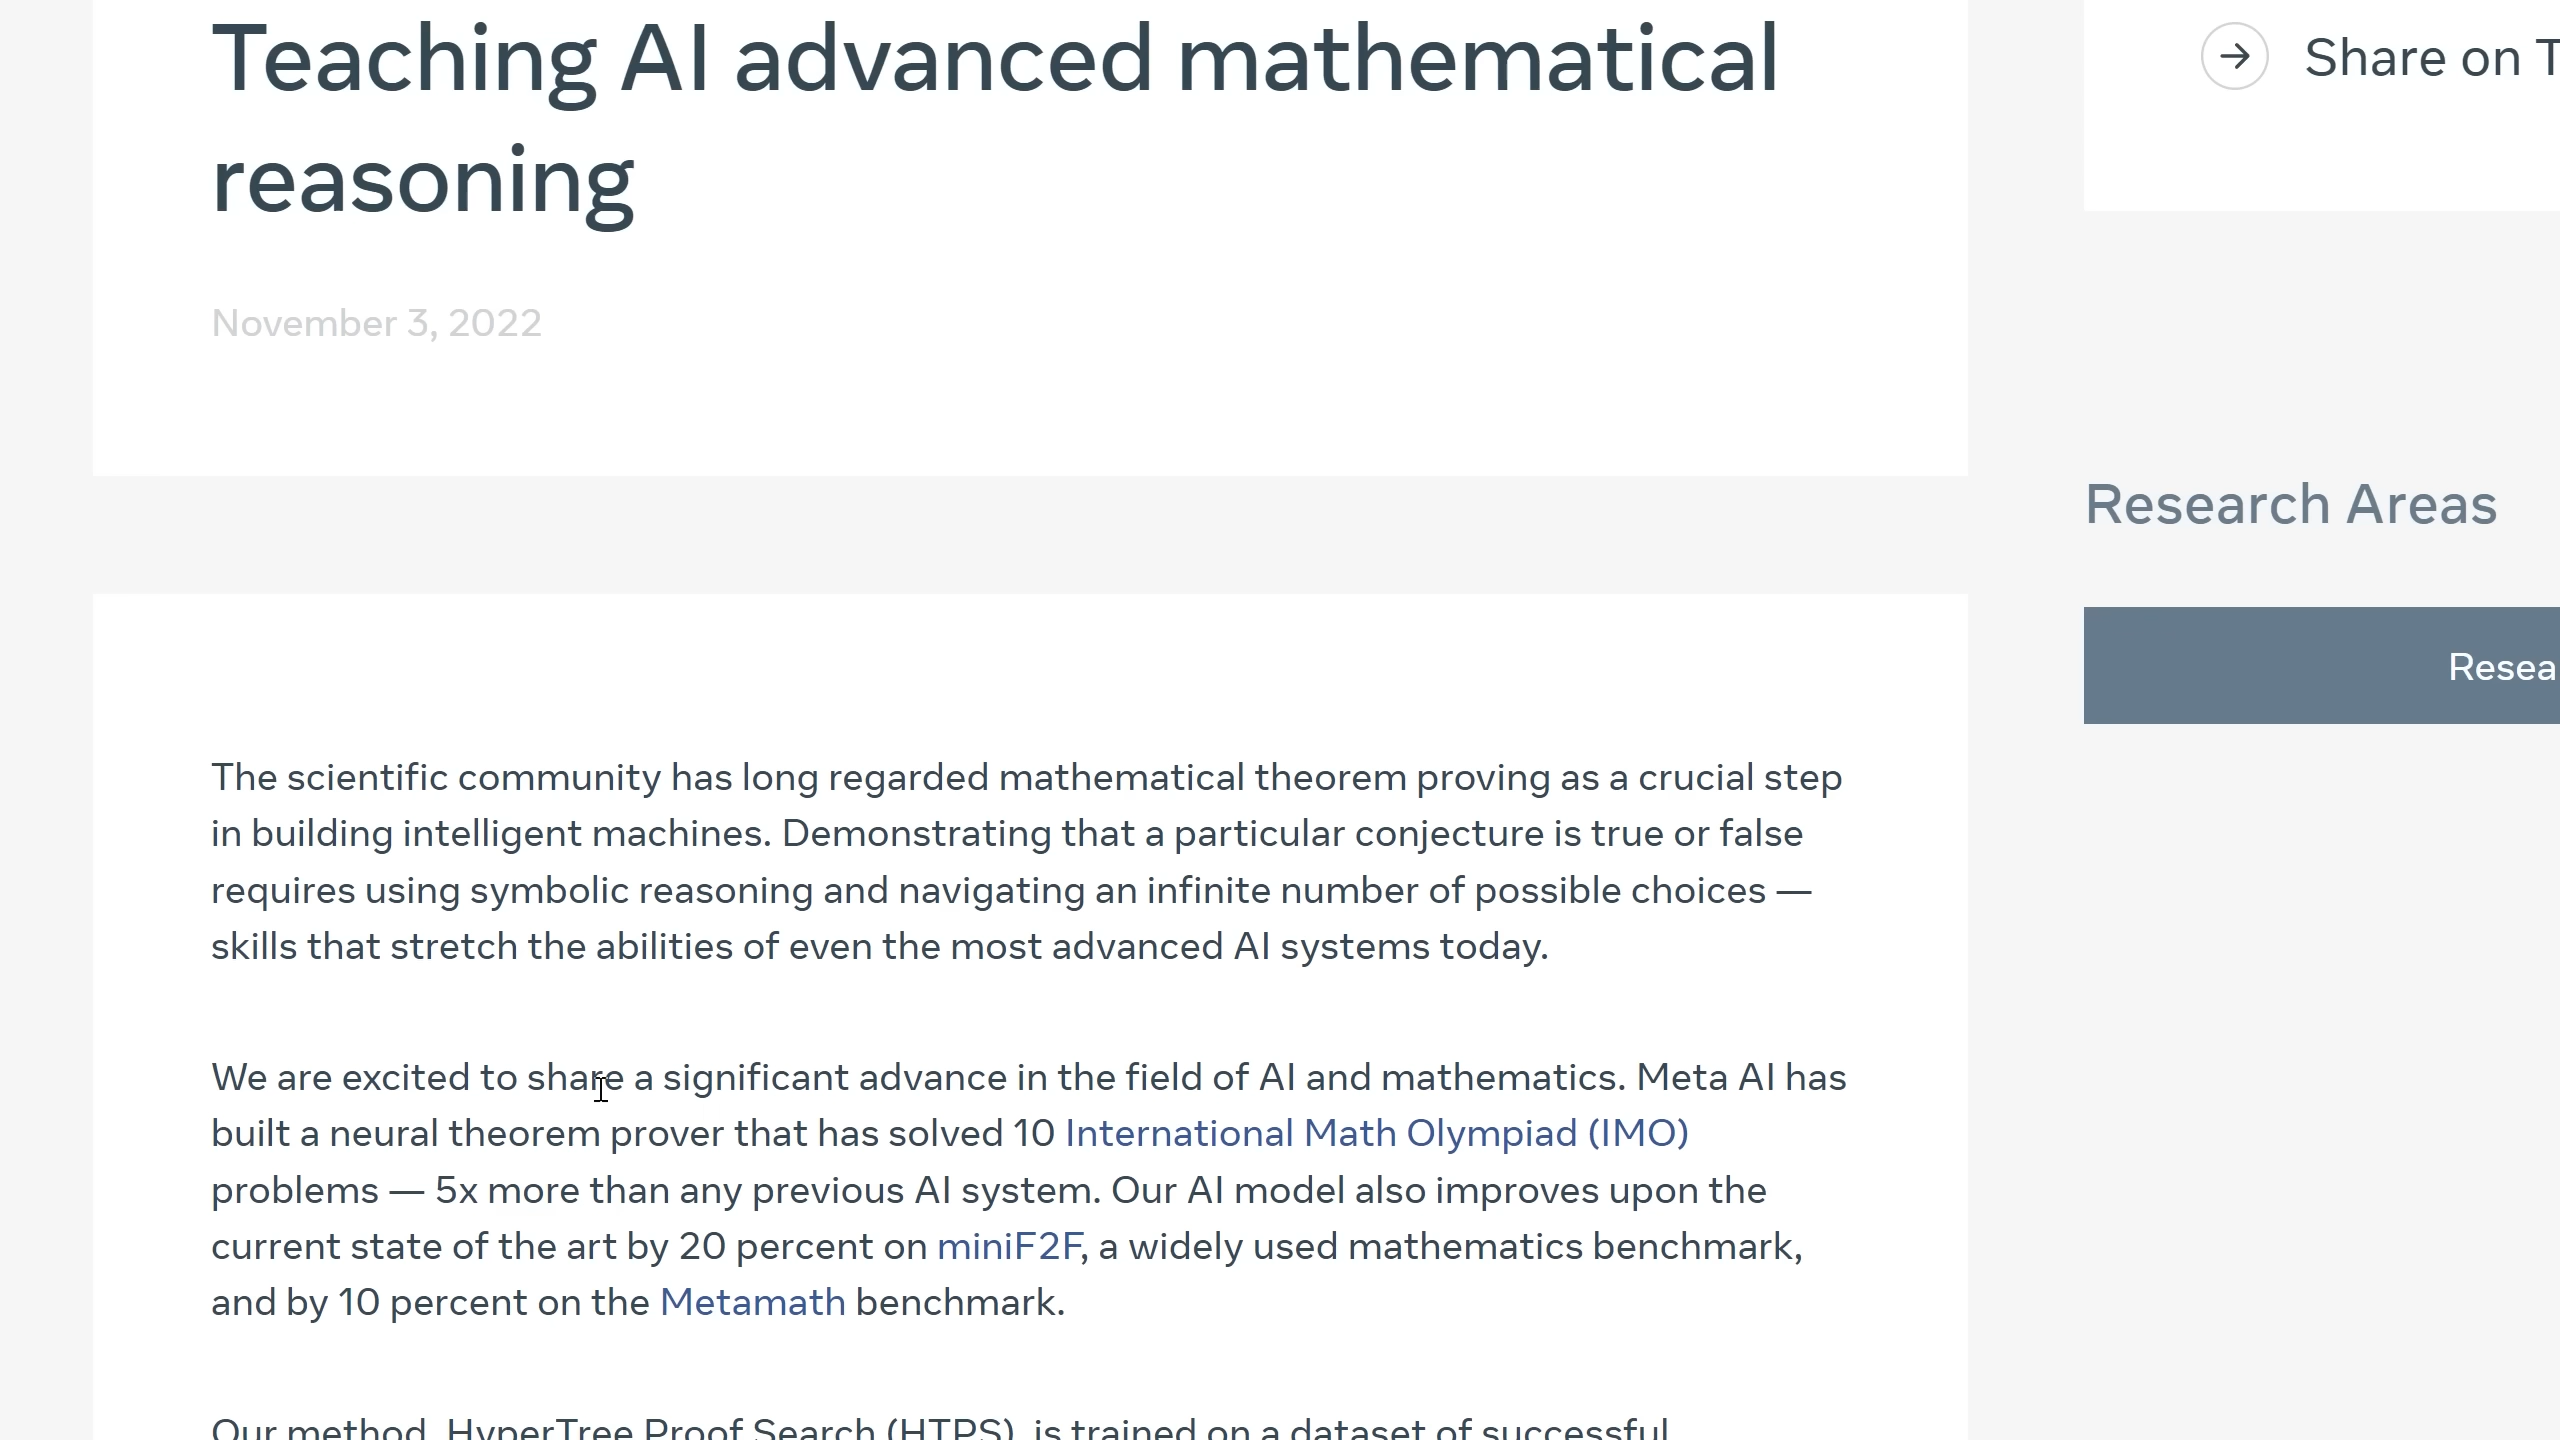 Teaching AI advanced mathematical
reasoning
November 3, 2022
The scientific community has long regarded mathematical theorem proving as a crucial step
in building intelligent machines. Demonstrating that a particular conjecture is true or false
requires using symbolic reasoning and navigating an infinite number of possible choices —
skills that stretch the abilities of even the most advanced AI systems today.
We are excited to share a significant advance in the field of AI and mathematics. Meta AI has
built a neural theorem prover that has solved 10 International Math Olympiad (IMO)
problems — 5x more than any previous AI system. Our AI model also improves upon the
current state of the art by 20 percent on miniF2F, a widely used mathematics benchmark,
and by 10 percent on the Metamath benchmark.
Our method, HyperTree Proof Search (HTPS), is trained on a dataset of successful
Share on T
Research Areas
Resea